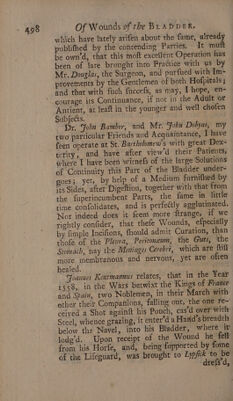 498 Of Wounds of the BLADDER.
which have lately arisen about the same, already
published by the contending Parties. It must
be own'd, that this most excellent Operation has
been of late brought into Practice with us by
Mr. Douglas, the Surgeon, and pursued with Im-
provements by the Gentlemen of both Hospitals;
and that with such success, as may, I hope, en-
courage its Continuance, if not in the Adult or
Antient, at least in the younger and well chosen
Subjects.
Dr. John Bamber, and Mr. John Dobyns, my
two particular Friends and Acquaintance, I have
seen operate at St. Bartholomew's with great Dex-
terity, and have after view'd their Patients,
where I have been witness of the large Solutions
of Continuity this Part of the Bladder under-
goes; yet, by help of a Medium furnished by
its Sides, after Digestion, together with that from
the superincumbent Parts, the same in little
time consolidates, and is perfectly agglutinated.
Nor indeed does it seem more strange, if we
rightly consider, that these Wounds, especially
by simple Incisions, should admit Curation, than
those of the Pleura, Peritonæum, the Guts, the
Stomach, nay the Meninges Cerebri, which are still
more membranous and nervous, yet are often
healed.
Joannes Kourmannus relates, that in the Year
1558, in the Wars betwixt the Kings of France
and Spain, two Noblemen, in their March with
other their Companions, falling out, the one re-
ceived a Shot against his Pouch, cas'd over with
Steel, whence grazing, it enter'd a Hand's breadth
below the Navel, into his Bladder, where it
lodg'd. Upon receipt of the Wound he fell
from his Horse, and, being supported by some
of the Lifeguard, was brought to Lypsick to be
dress'd,